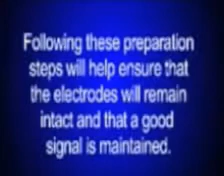 Following these preparation
steps will help ensure that
the electrodes will remain
intact and that a good
signal is maintained.